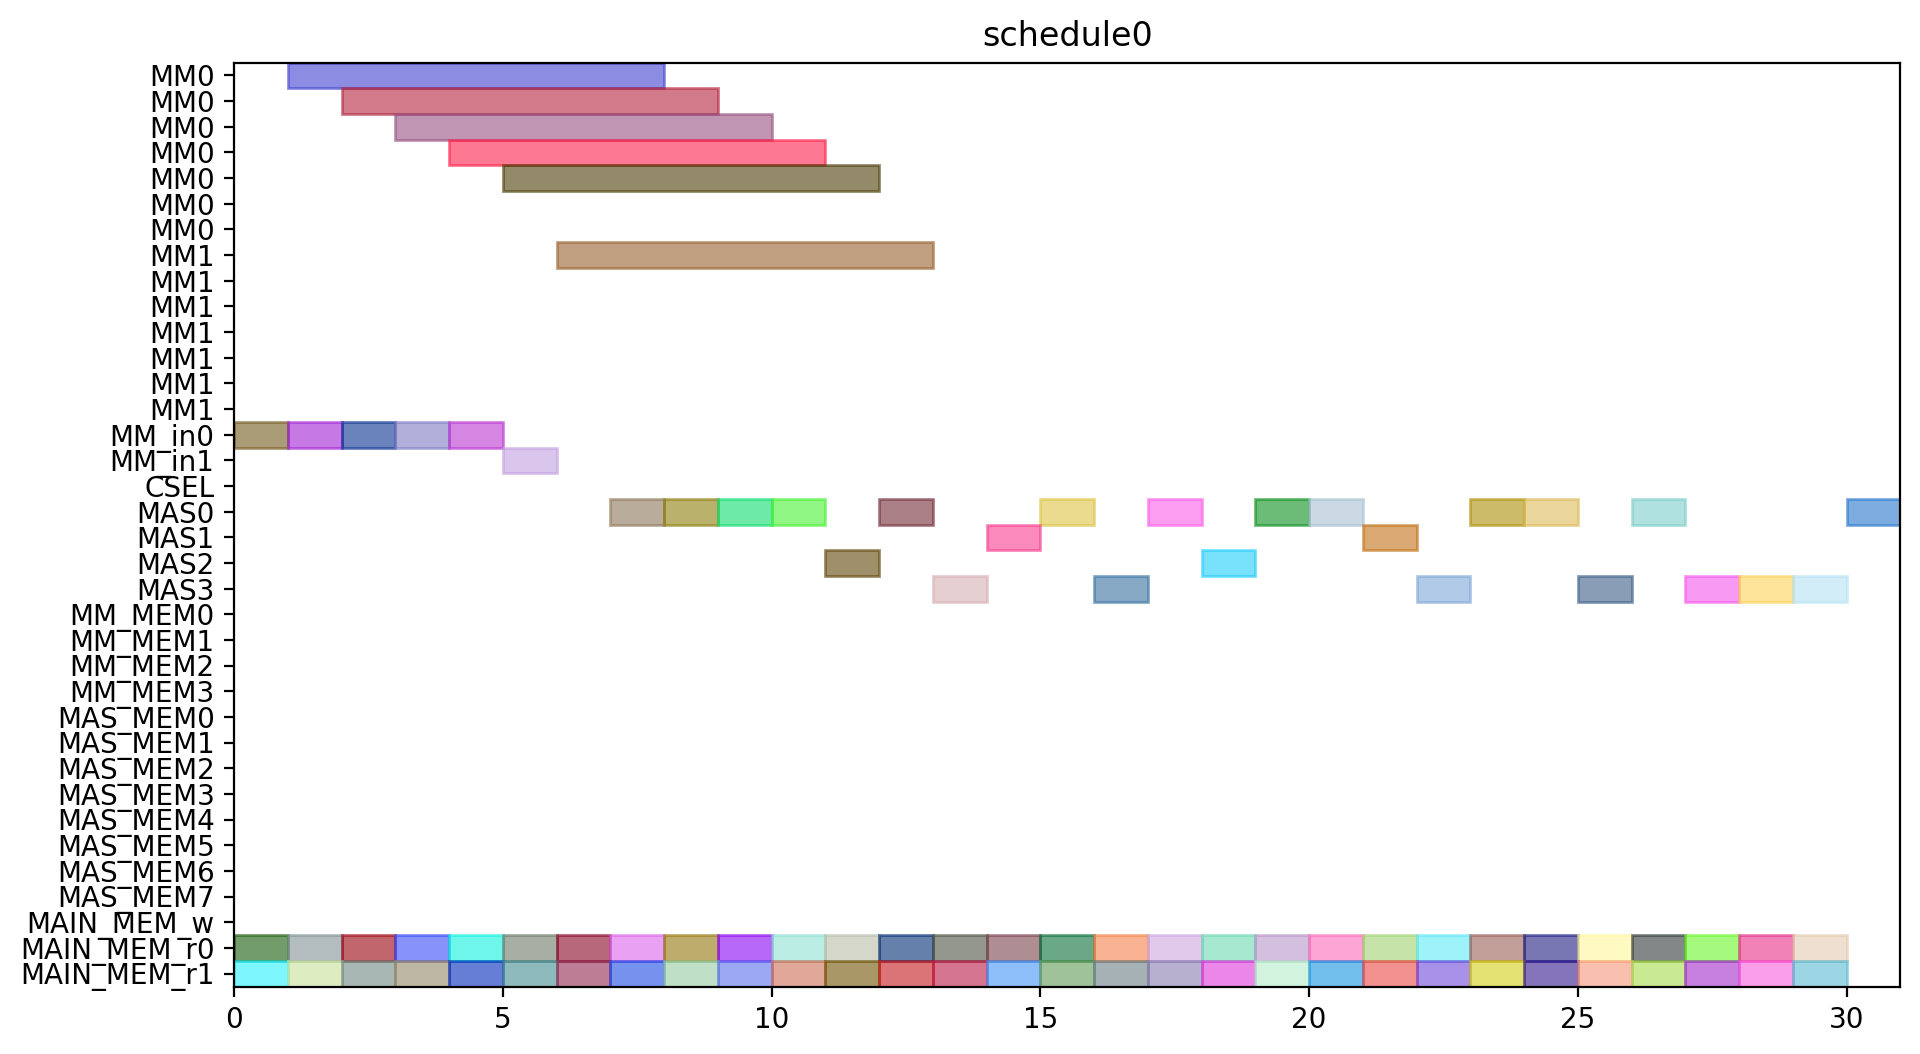 schedule0
MM0
MM0
MM0
MM0
MM0
MM0
MM0
MM1
MM1
MM1
MM1
MM1
MM1
MM1
MM_in0
MM_in1
CSEL
MAS0
MAS1
MAS2
MAS3
MM_MEM0
MM_MEM1
MM_MEM2
MM_MEM3
MAS_MEM0
MAS_MEM1
MAS_MEM2
MAS_MEM3
MAS_MEM4
MAS_MEM5
MAS_MEM6
MAS_MEM7
MAIN_MEM_w
MAIN_MEM_r0
MAIN_MEM_r1
0 5 10 15 20 25 30